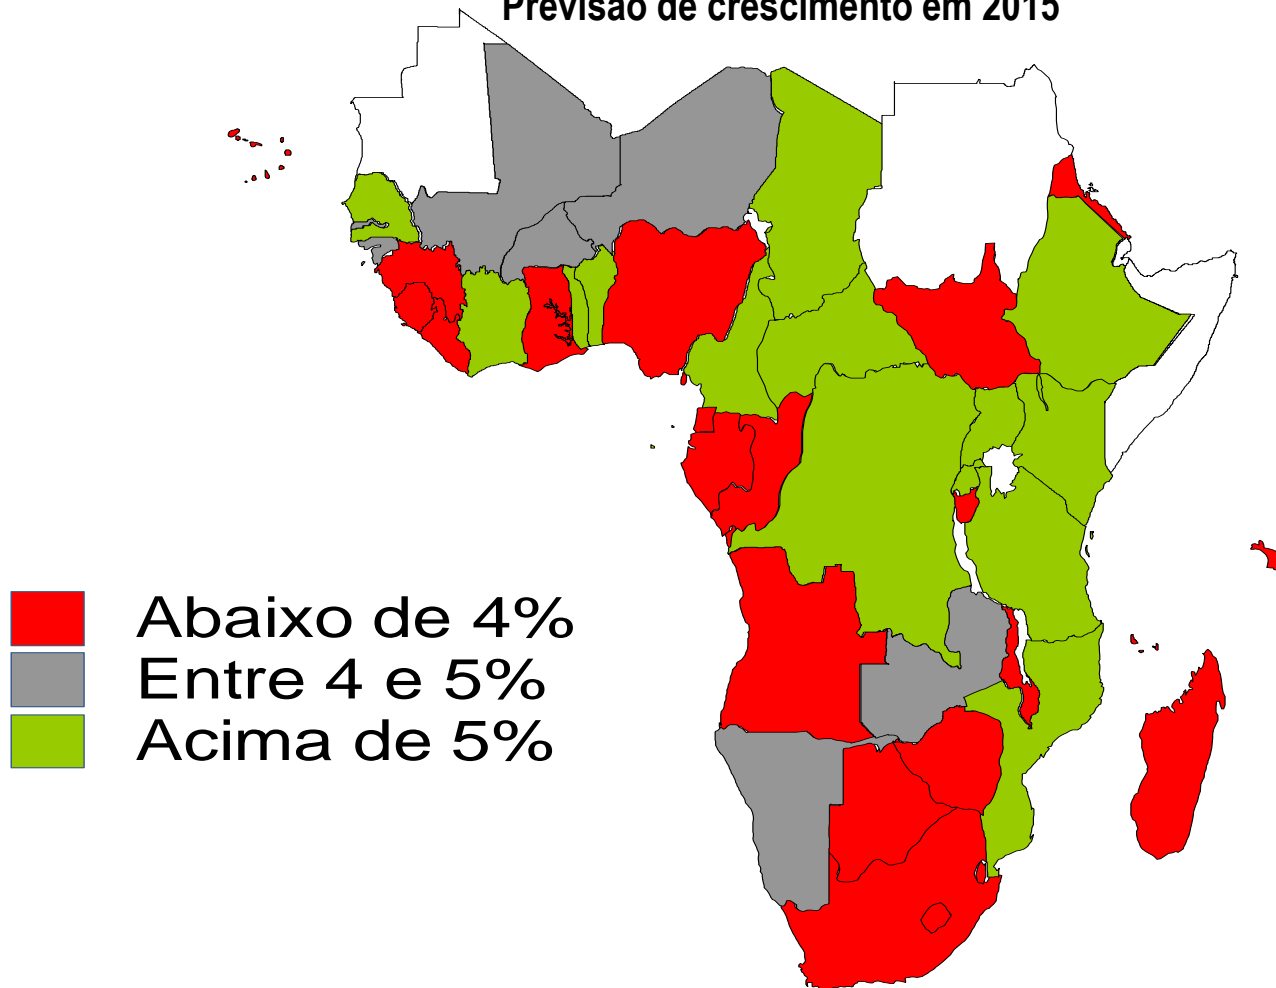 Previsão de crescimento em 2015
Abaixo de 4%
Entre 4 e 5%
Acima de 5%